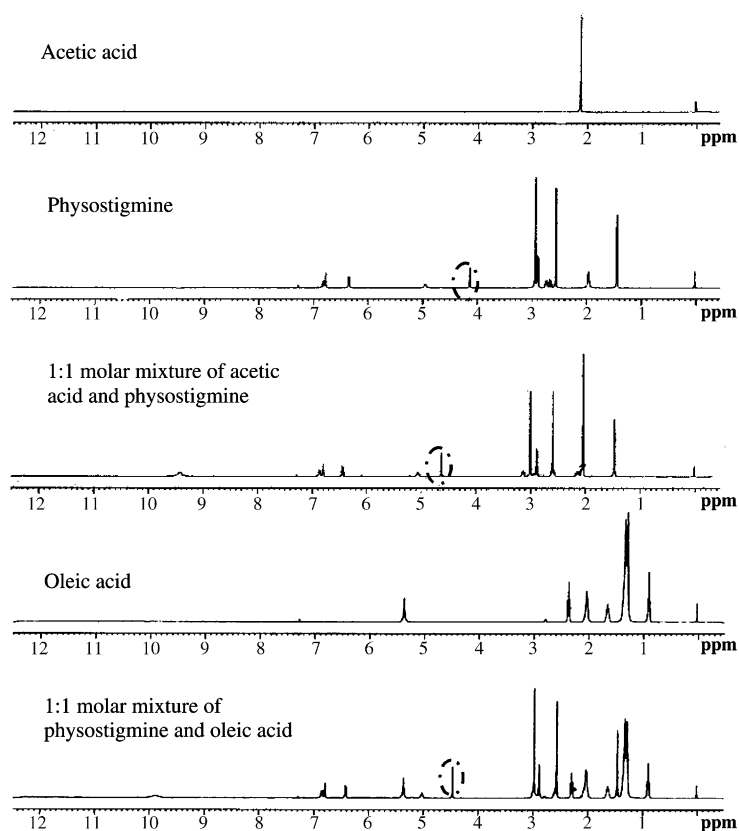 Acetic acid
12 11 10 9 8 7 6 5 4 3 2 1 ppm
Physostigmine
12 11 10 9 8 7 6 5 4 3 2 1 ppm
1:1 molar mixture of acetic
acid and physostigmine
12 11 10 9 8 7 6 5 4 3 2 1 ppm
Oleic acid
12 11 10 9 8 7 6 5 4 3 2 1 ppm
1:1 molar mixture of
physostigmine and oleic acid
12 11 10 9 8 7 6 5 4 3 2 1 ppm